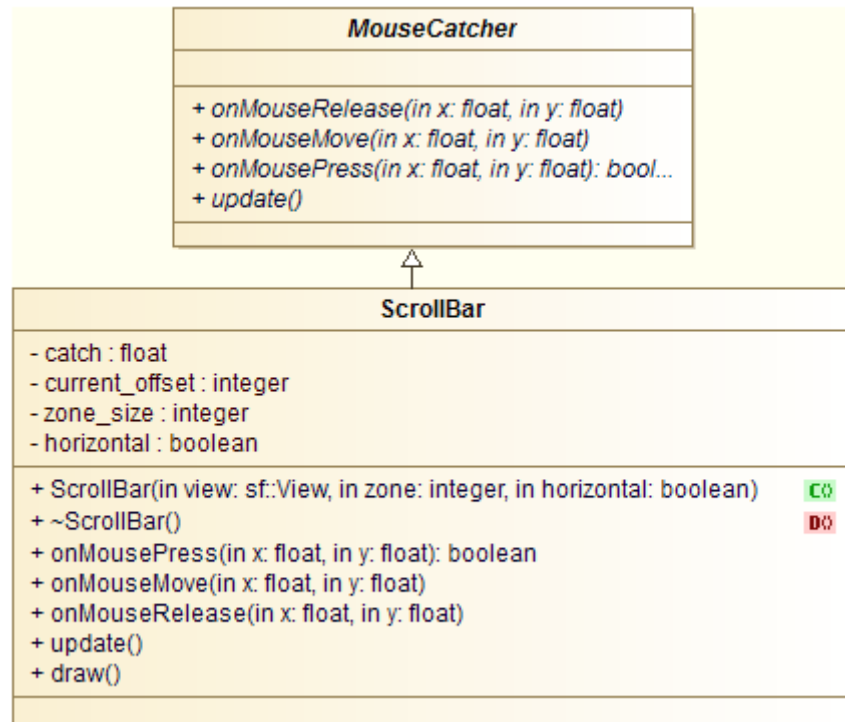 MouseCatcher
+ onMouseRelease(in x: float, in y: float)
+ onMouseMove(in x: float, in y: float)
+ onMousePress(in x: float, in y: float): bool...
+ update()
ScrollBar
- catch : float
- current_offset : integer
- zone_size : integer
- horizontal : boolean
+ ScrollBar(in view: sf::View, in zone: integer, in horizontal: boolean) C()
+ ~ScrollBar() D()
+ onMousePress(in x: float, in y: float): boolean
+ onMouseMove(in x: float, in y: float)
+ onMouseRelease(in x: float, in y: float)
+ update()
+ draw()